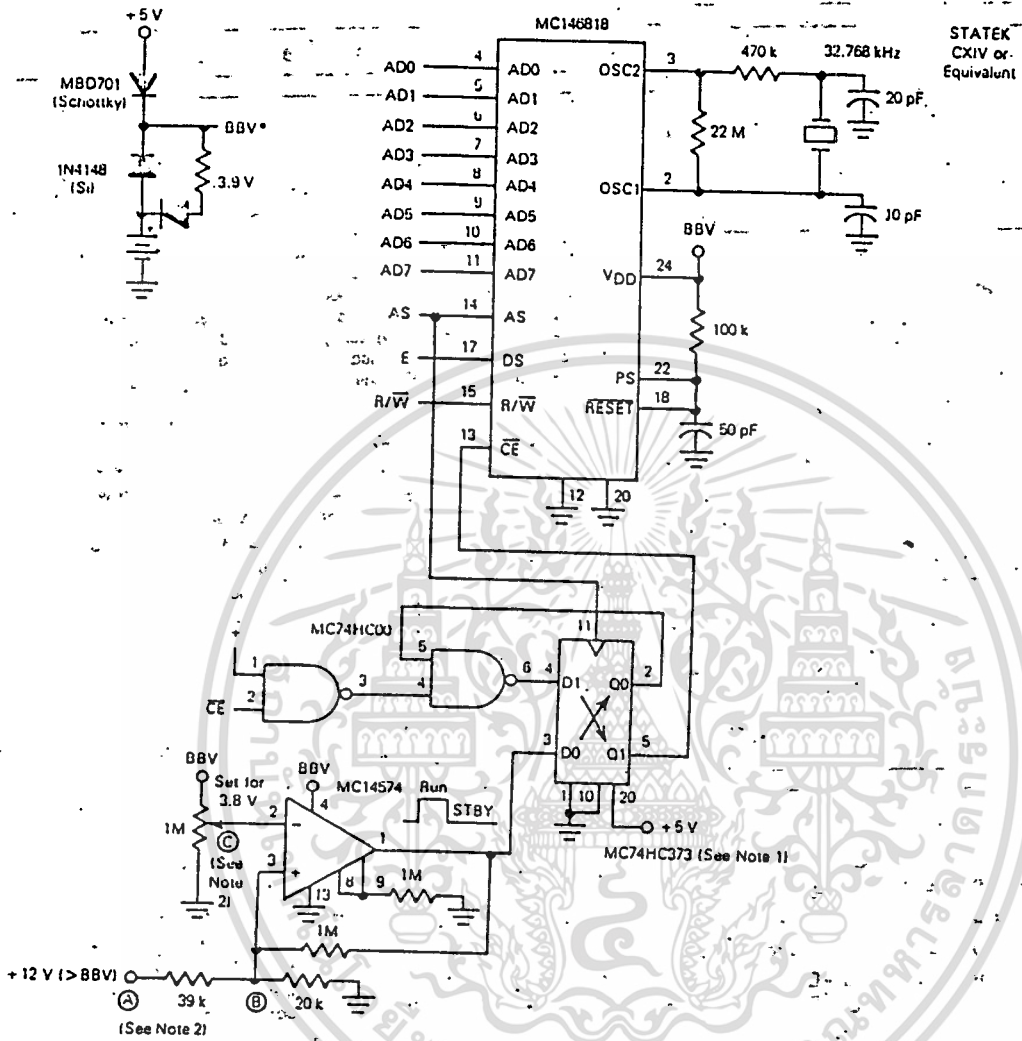 +5 V
MBD701
(Schottky)
BBV*
1N4148
(Si)
3.9 V
MC146818
STATEK
CXIV or
Equivalent
AD0 4 AD0 OSC2 3 470 k 32.768 kHz
AD1 5 AD1
20 pF
AD2 6 AD2
22 M
AD3 7 AD3
AD4 8 AD4 OSC1 2
AD5 9 AD5
10 pF
AD6 10 AD6
BBV
AD7 11 AD7
VDD 24
AS 14 AS
100 k
E 17 DS
PS 22
R/W 15 R/W
RESET 18
50 pF
13 CE
12 20
MC74HC00
11
1 3 5 4 6 4 D1 Q0 2
CE 2
3 D0 Q1 5
1 10 20
+5 V
MC74HC373 (See Note 1)
BBV
Set for
3.8 V
1M
C
(See
Note
2)
BBV
MC14574
Run
STBY
2 − 4 1
3 + 13 8 9 1M
1M
+12 V (>BBV)
A 39 k B 20k
(See Note 2)